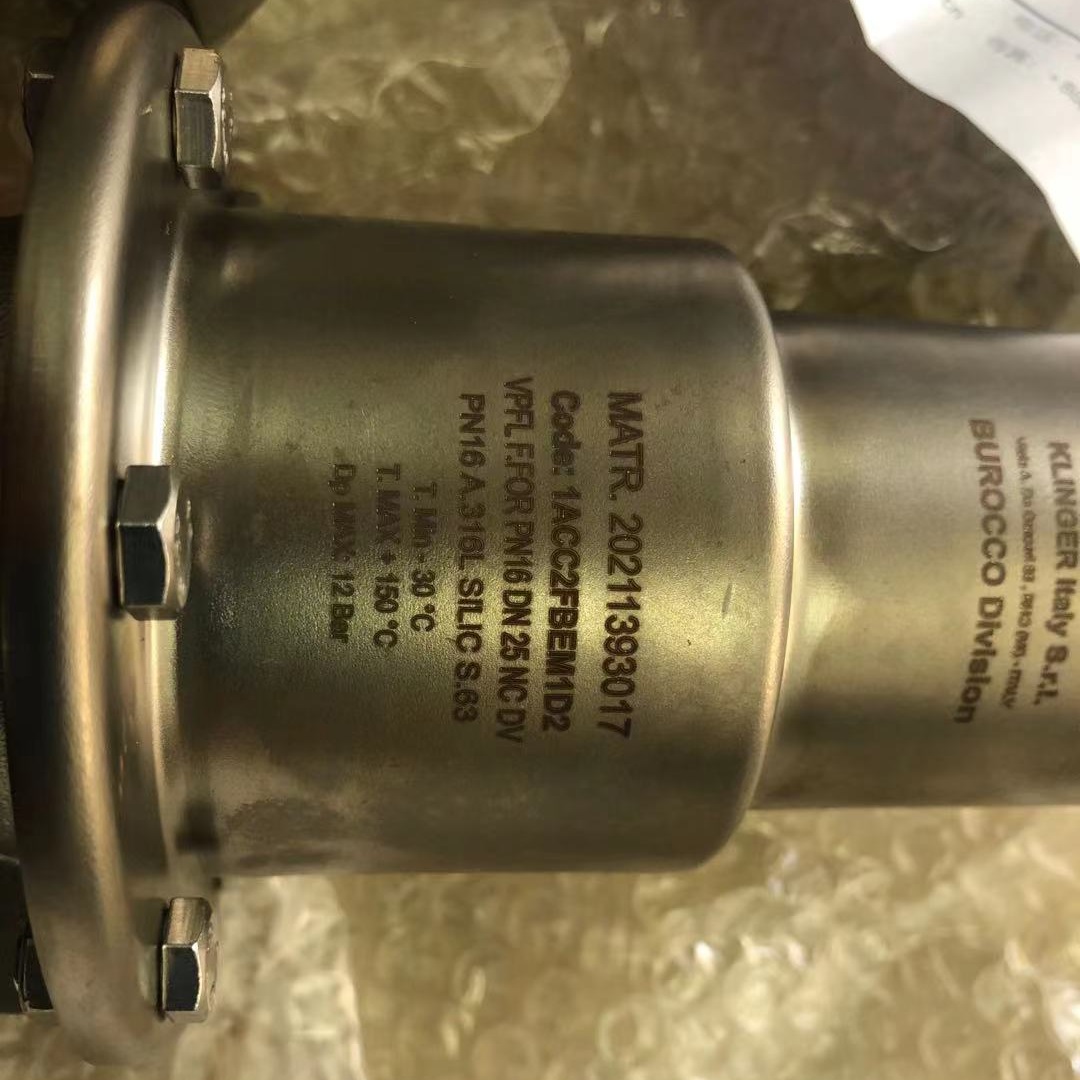 KLINGER Italy S.r.l.
BUROCCO Division
MATR. 20211393017
Code: 1ACC2FBEM1D2
VPFL F.FOR PN16 DN 25 NC DV
PN16 A.316L SILIC S.63
T. Min - 30 °C
T. MAX + 150 °C
Dp MAX: 12 Bar